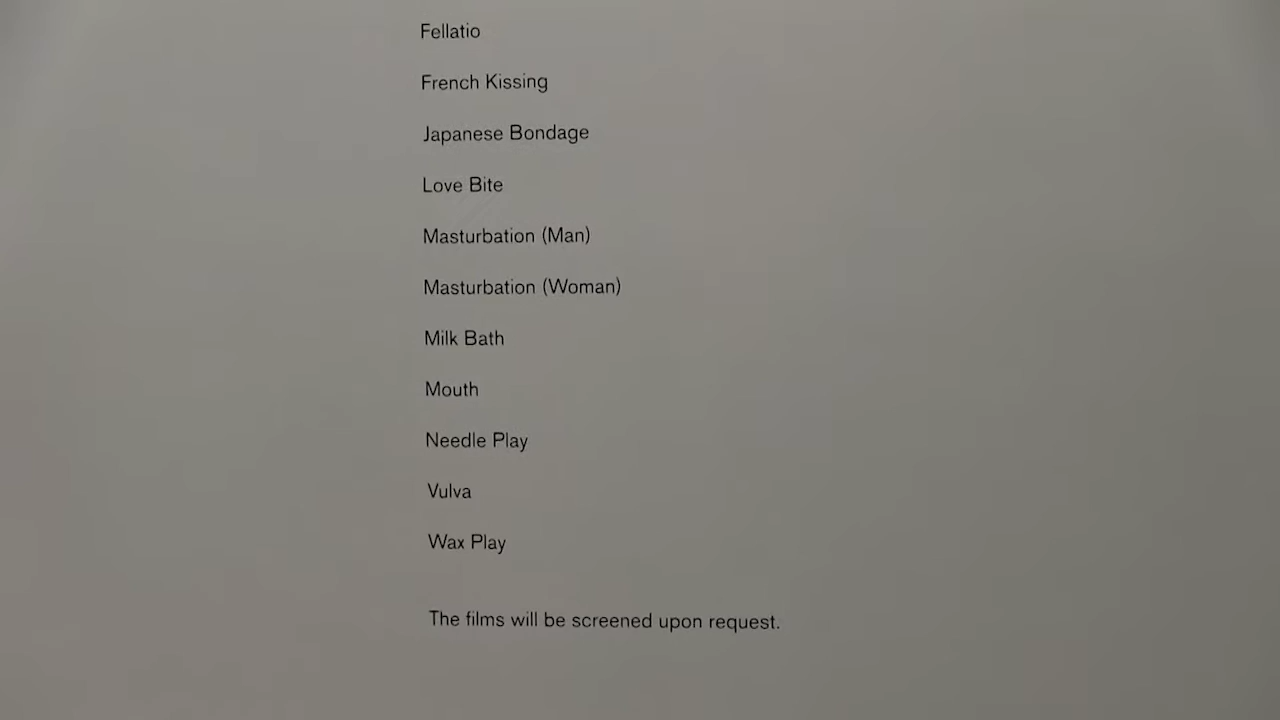 Fellatio
French Kissing
Japanese Bondage
Love Bite
Masturbation (Man)
Masturbation (Woman)
Milk Bath
Mouth
Needle Play
Vulva
Wax Play
The films will be screened upon request.